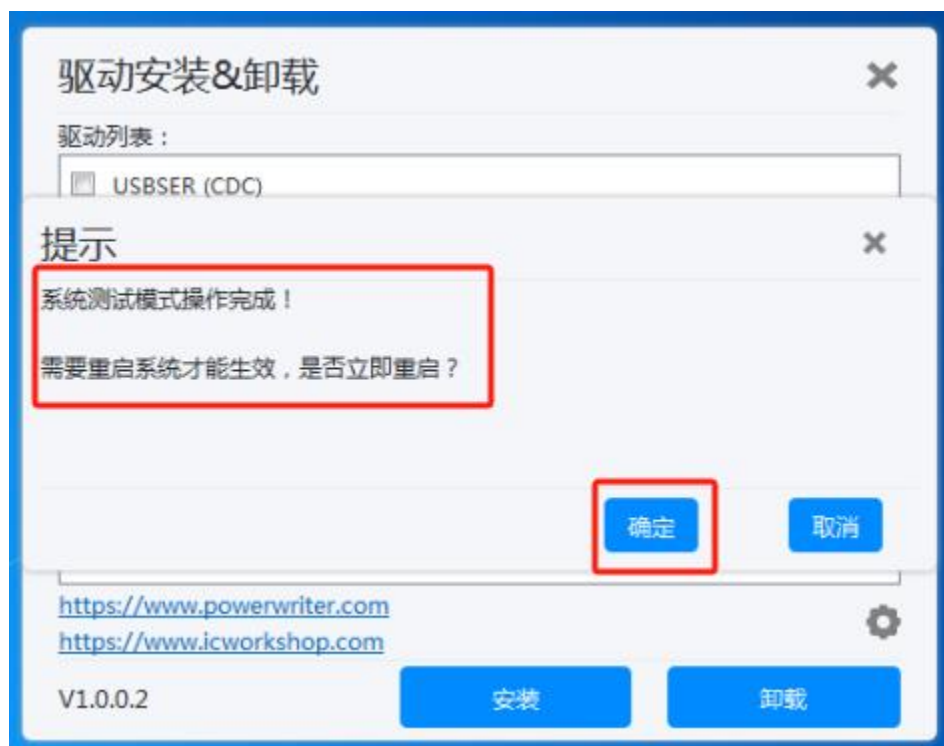 驱动安装&卸载
驱动列表：
USBSER (CDC)
提示
系统测试模式操作完成！
需要重启系统才能生效，是否立即重启？
确定
取消
https://www.powerwriter.com
https://www.icworkshop.com
V1.0.0.2
安装
卸载